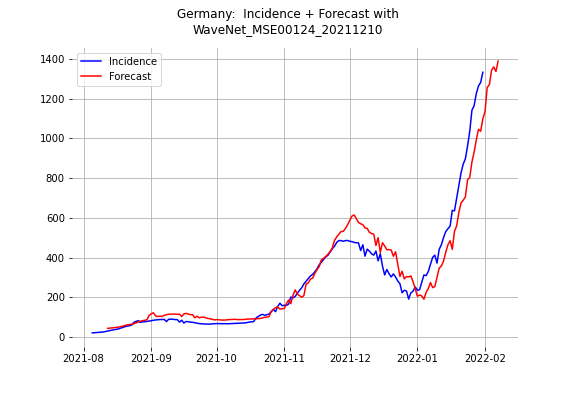 Germany:  Incidence + Forecast with
WaveNet_MSE00124_20211210
Incidence
Forecast
1400
1200
1000
800
600
400
200
0
2021-08 2021-09 2021-10 2021-11 2021-12 2022-01 2022-02